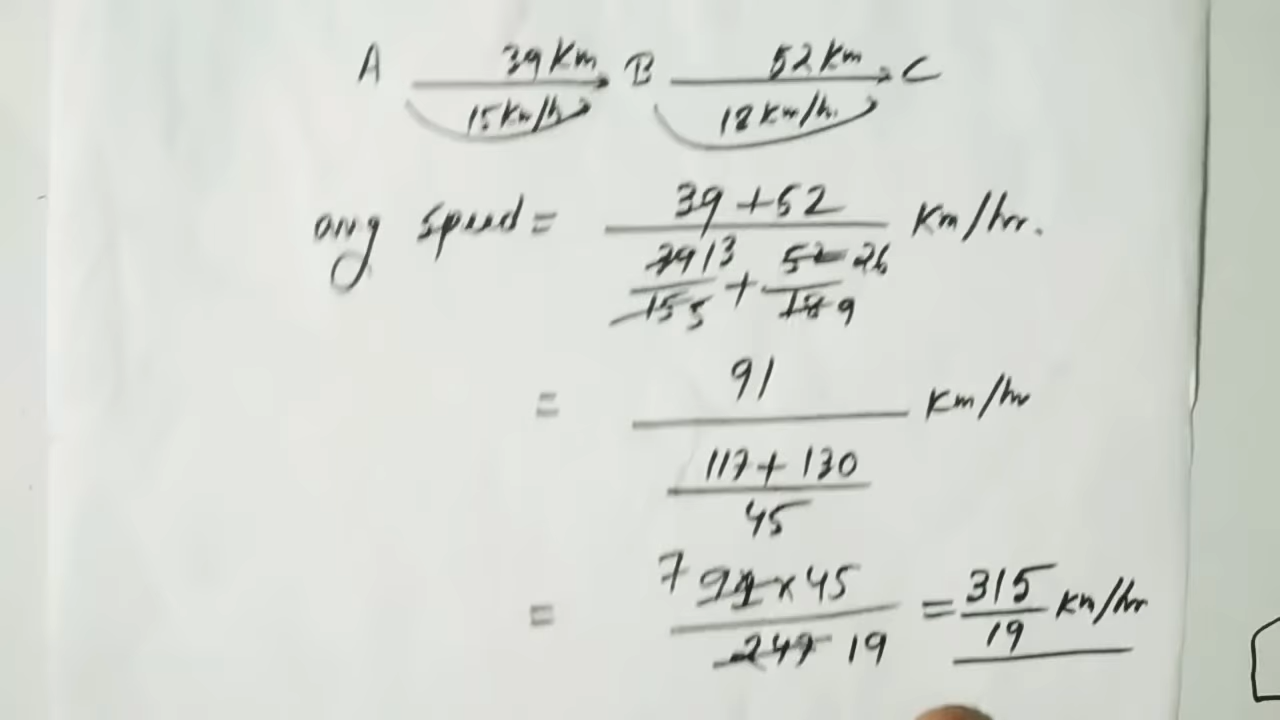 A 39 Km B 52 Km C
15 Km/h 18 Km/h.
avg speed = 39 + 52 Km/hr.
39 13 + 52 26
15 5 18 9
= 91 Km/hr
117 + 130
45
= 7 91 x 45 = 315 Km/hr
247 19 19